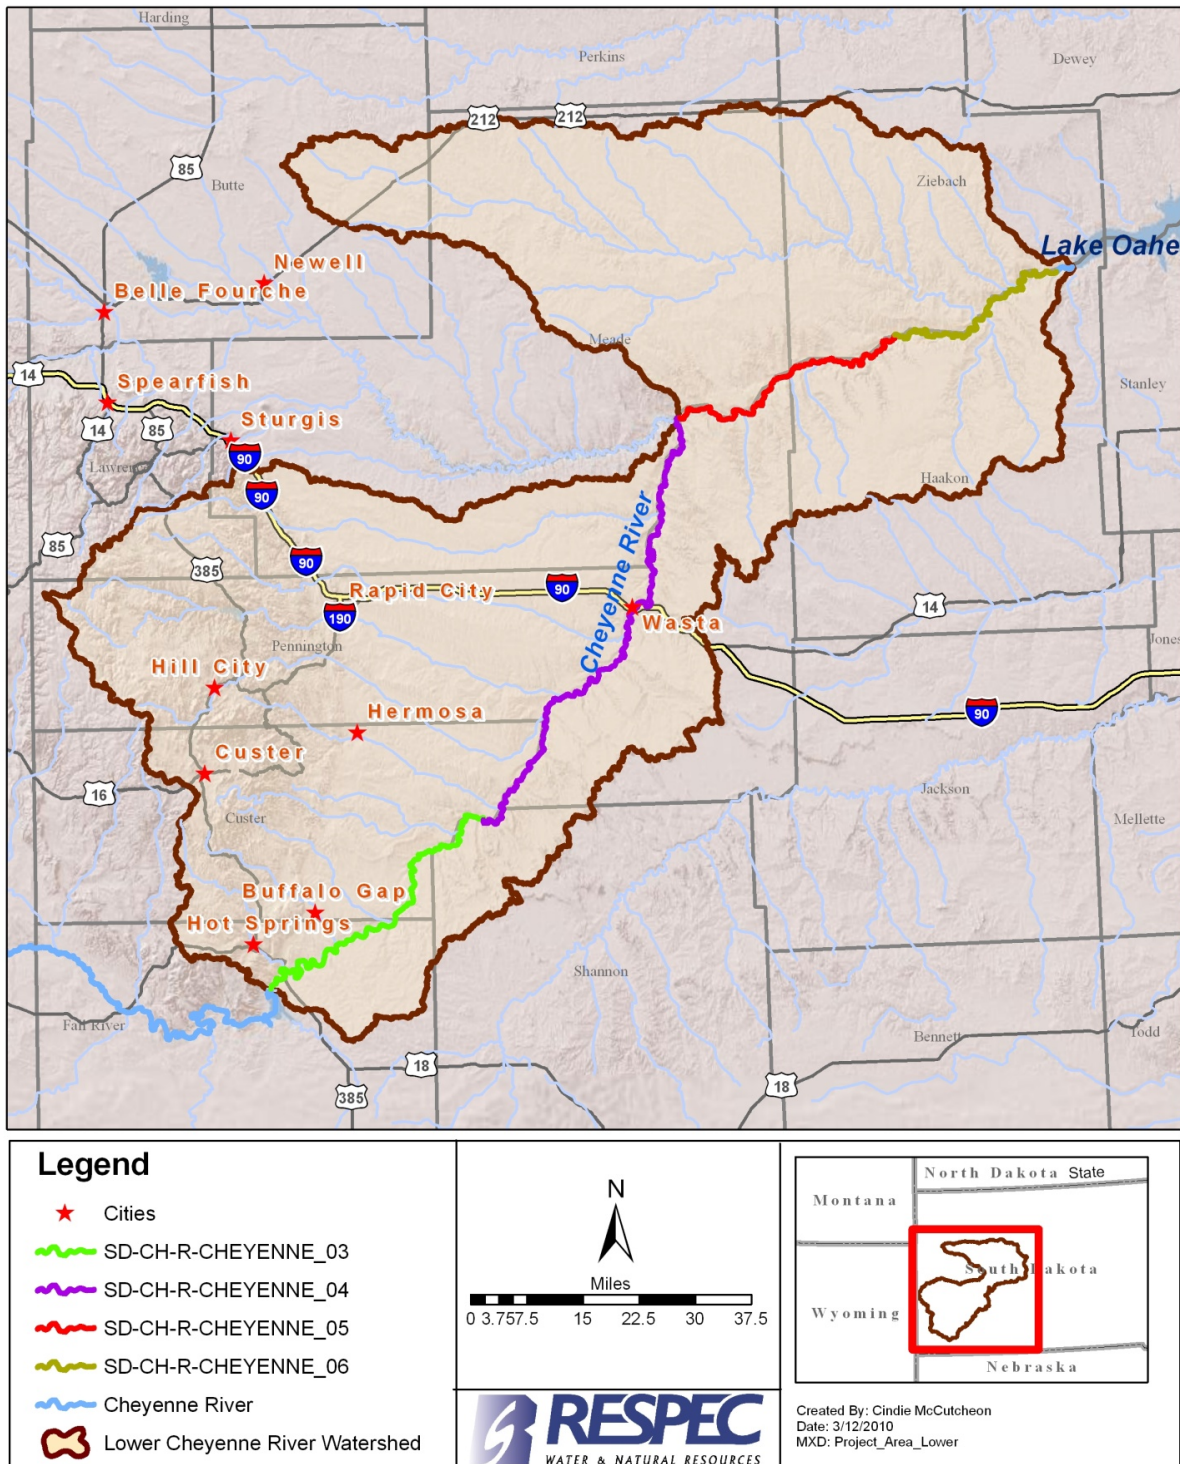 Harding
Perkins
Dewey
212
212
85
Butte
Ziebach
Lake Oahe
Newell
Belle Fourche
Meade
14
Spearfish
Stanley
Sturgis
14
85
90
Lawrence
90
Haakon
Cheyenne River
85
90
385
90
Rapid City
14
190
Wasta
Pennington
Jones
Hill City
90
Hermosa
Custer
16
Jackson
Custer
Mellette
Buffalo Gap
Hot Springs
Shannon
Fall River
Bennett
Todd
18
18
385
Legend
Cities
SD-CH-R-CHEYENNE_03
SD-CH-R-CHEYENNE_04
SD-CH-R-CHEYENNE_05
SD-CH-R-CHEYENNE_06
Cheyenne River
Lower Cheyenne River Watershed
N
Miles
0 3.757.5 15 22.5 30 37.5
RESPEC
WATER & NATURAL RESOURCES
North Dakota State
Montana
South Dakota
Wyoming
Nebraska
Created By: Cindie McCutcheon
Date: 3/12/2010
MXD: Project_Area_Lower